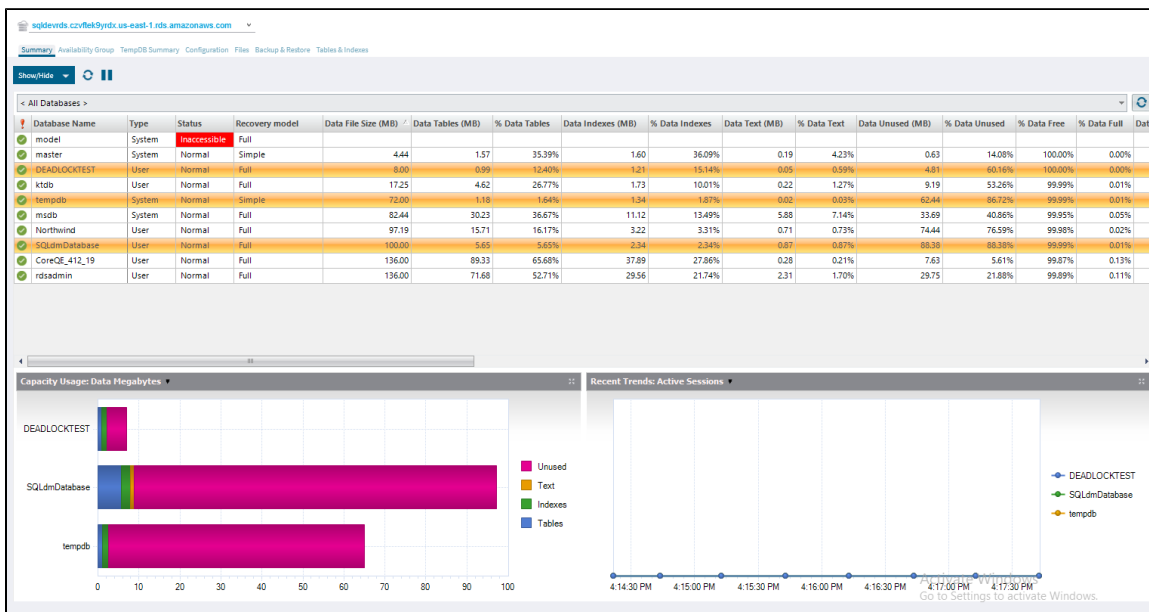 sqldevrds.czvftek9yrdx.us-east-1.rds.amazonaws.com
Summary Availability Group TempDB Summary Configuration Files Backup & Restore Tables & Indexes
Show/Hide
< All Databases >
Database Name Type Status Recovery model Data File Size (MB) Data Tables (MB) % Data Tables Data Indexes (MB) % Data Indexes Data Text (MB) % Data Text Data Unused (MB) % Data Unused % Data Free % Data Full Dat
model System Inaccessible Full
master System Normal Simple 4.44 1.57 35.39% 1.60 36.09% 0.19 4.23% 0.63 14.08% 100.00% 0.00%
DEADLOCKTEST User Normal Full 8.00 0.99 12.40% 1.21 15.14% 0.05 0.59% 4.81 60.16% 100.00% 0.00%
ktdb User Normal Full 17.25 4.62 26.77% 1.73 10.01% 0.22 1.27% 9.19 53.26% 99.99% 0.01%
tempdb System Normal Simple 72.00 1.18 1.64% 1.34 1.87% 0.02 0.03% 62.44 86.72% 99.99% 0.01%
msdb System Normal Full 82.44 30.23 36.67% 11.12 13.49% 5.88 7.14% 33.69 40.86% 99.95% 0.05%
Northwind User Normal Full 97.19 15.71 16.17% 3.22 3.31% 0.71 0.73% 74.44 76.59% 99.98% 0.02%
SQLdmDatabase User Normal Full 100.00 5.65 5.65% 2.34 2.34% 0.87 0.87% 88.38 88.38% 99.99% 0.01%
CoreQE_412_19 User Normal Full 136.00 89.33 65.68% 37.89 27.86% 0.28 0.21% 7.63 5.61% 99.87% 0.13%
rdsadmin User Normal Full 136.00 71.68 52.71% 29.56 21.74% 2.31 1.70% 29.75 21.88% 99.89% 0.11%
Capacity Usage: Data Megabytes
DEADLOCKTEST
SQLdmDatabase
tempdb
0 10 20 30 40 50 60 70 80 90 100
Unused
Text
Indexes
Tables
Recent Trends: Active Sessions
4:14:30 PM 4:15:00 PM 4:15:30 PM 4:16:00 PM 4:16:30 PM 4:17:00 PM 4:17:30 PM
DEADLOCKTEST
SQLdmDatabase
tempdb
Activate Windows
Go to Settings to activate Windows.